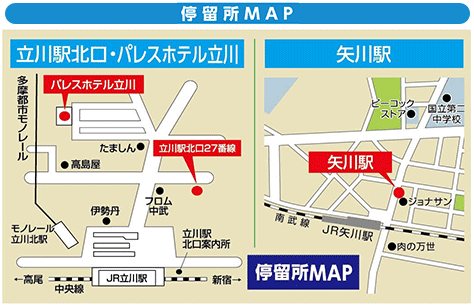 停留所MAP
立川駅北口・パレスホテル立川
矢川駅
多摩都市モノレール
パレスホテル立川
たましん
高島屋
立川駅北口27番線
フロム
中武
伊勢丹
モノレール
立川北駅
立川駅
北口案内所
←高尾
中央線
JR立川駅
新宿→
ピーコック
ストア
国立第二
中学校
矢川駅
ジョナサン
南武線
JR矢川駅
肉の万世
停留所MAP